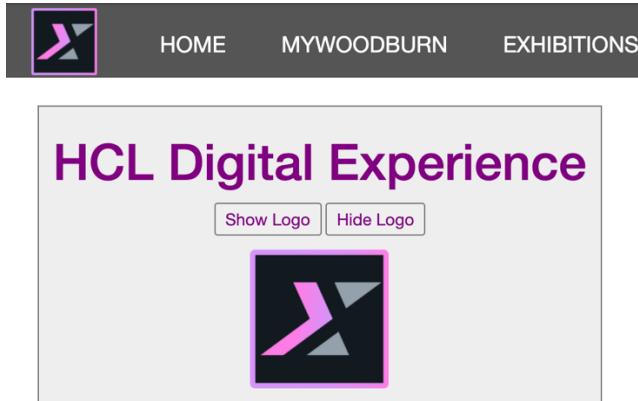 HOME MYWOODBURN EXHIBITIONS
HCL Digital Experience
Show Logo Hide Logo